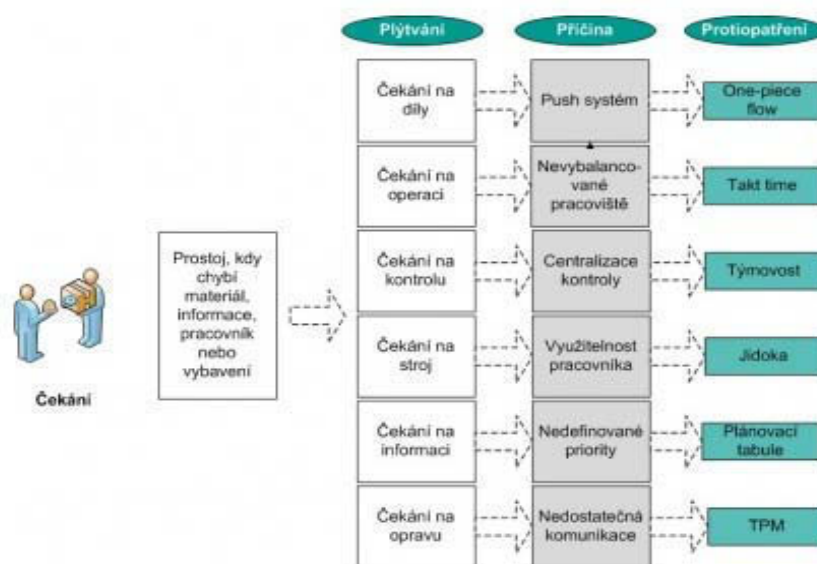 Plýtvání
Příčina
Protiopatření
Čekání na
díly
Push systém
One-piece
flow
Čekání na
operaci
Nevybalanco-
vané
pracoviště
Takt time
Prostoj, kdy
chybí
materiál,
informace,
pracovník
nebo
vybavení
Čekání
Čekání na
kontrolu
Centralizace
kontroly
Týmovost
Čekání na
stroj
Využitelnost
pracovníka
Jidoka
Čekání na
informaci
Nedefinované
priority
Plánovací
tabule
Čekání na
opravu
Nedostatečná
komunikace
TPM